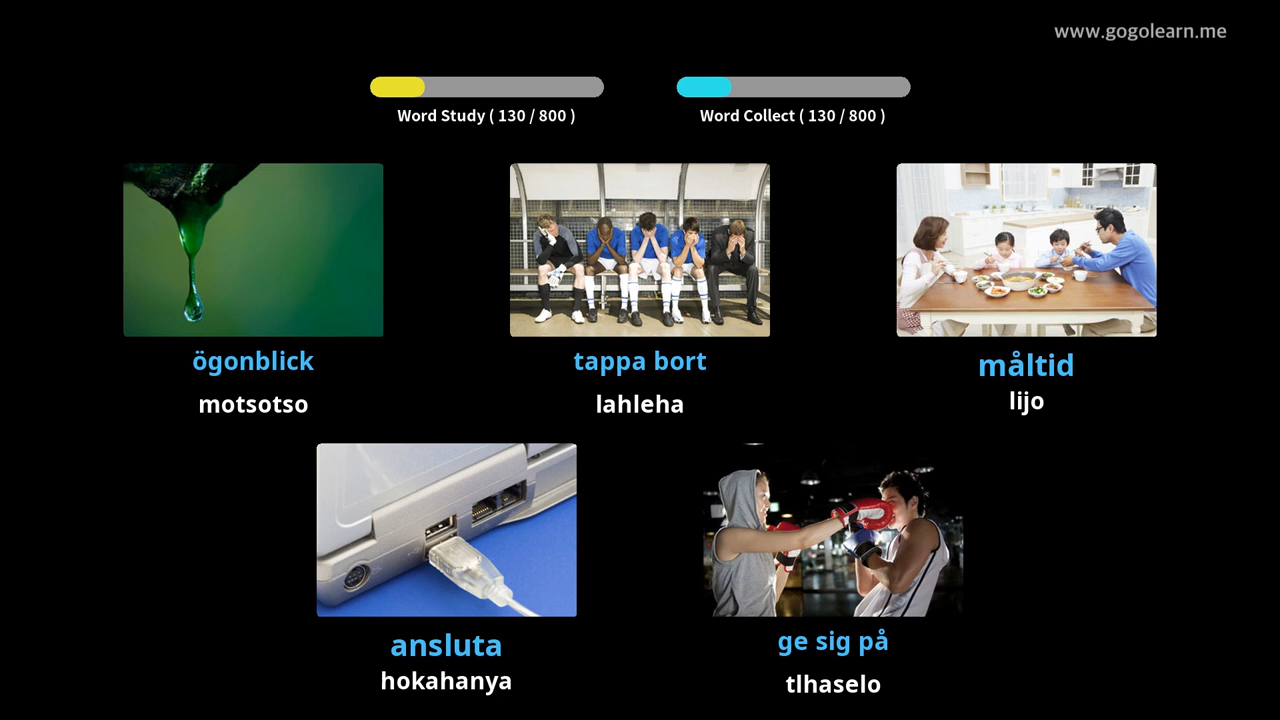 www.gogolearn.me
Word Study ( 130 / 800 )
Word Collect ( 130 / 800 )
ögonblick
motsotso
tappa bort
lahleha
måltid
lijo
ansluta
hokahanya
ge sig på
tlhaselo